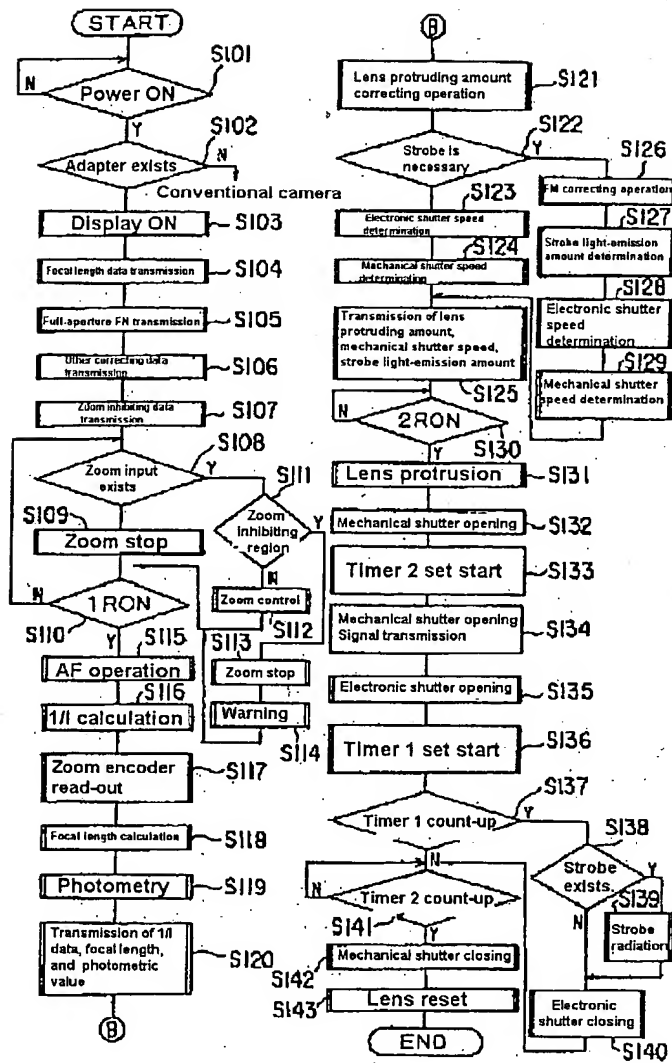 START
S101
N
Power ON
Y
S102
Adapter exists
N
Y
Conventional camera
Display ON
S103
Focal length data transmission
S104
Full-aperture FN transmission
S105
Other correcting data
transmission
S106
Zoom inhibiting data
transmission
S107
S108
Zoom input
exists
Y
S111
S109
N
Zoom
inhibiting
region
Y
Zoom stop
N
N
1 RON
Zoom control
S110
Y
S115
S113
S112
AF operation
S116
Zoom stop
1/l calculation
Warning
S114
Zoom encoder
read-out
S117
Focal length calculation
S118
Photometry
S119
Transmission of 1/l
data, focal length,
and photometric
value
S120
B
B
Lens protruding amount
correcting operation
S121
S122
Strobe is
necessary
Y
S126
N
S123
FM correcting operation
Electronic shutter speed
determination
S127
S124
Strobe light-emission
amount determination
Mechanical shutter speed
determination
S128
Transmission of lens
protruding amount,
mechanical shutter speed,
strobe light-emission amount
Electronic shutter
speed
determination
S129
S125
Mechanical shutter
speed determination
N
2RON
S130
Y
Lens protrusion
S131
Mechanical shutter opening
S132
Timer 2 set start
S133
Mechanical shutter opening
Signal transmission
S134
Electronic shutter opening
S135
Timer 1 set start
S136
S137
Timer 1 count-up
Y
S138
N
Strobe
exists.
Y
N
Timer 2 count-up
S139
S141
N
Strobe
radiation
Y
S142
Mechanical shutter closing
S143
Lens reset
Electronic
shutter closing
END
S140